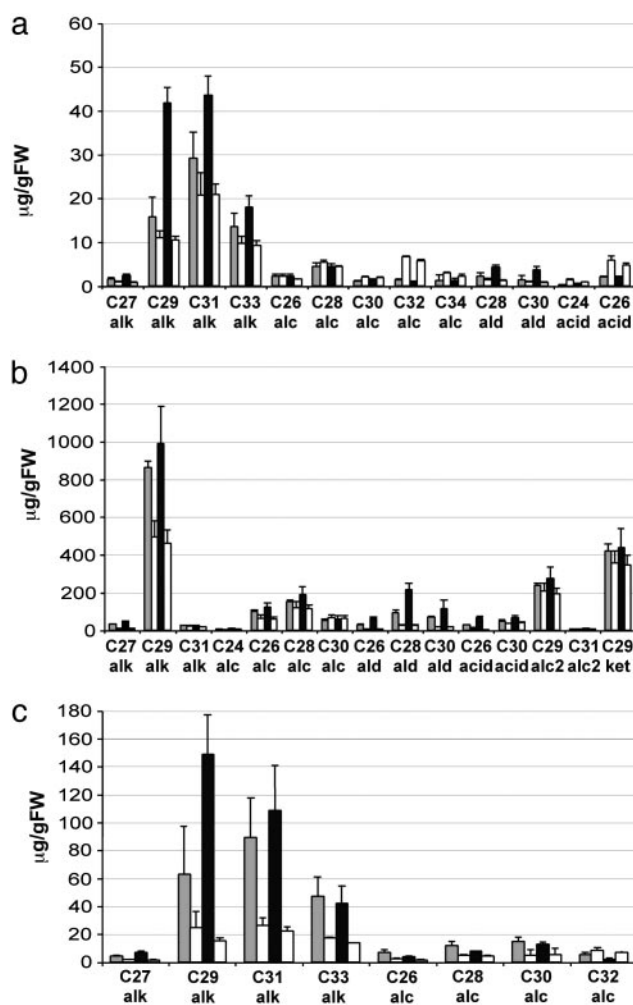 a
60
50
40
30
20
10
0
µg/gFW
C27 C29 C31 C33 C26 C28 C30 C32 C34 C28 C30 C24 C26
alk alk alk alk alc alc alc alc alc ald ald acid acid
b
1400
1200
1000
800
600
400
200
0
µg/gFW
C27 C29 C31 C24 C26 C28 C30 C26 C28 C30 C26 C30 C29 C31 C29
alk alk alk alc alc alc alc ald ald ald acid acid alc2 alc2 ket
c
180
160
140
120
100
80
60
40
20
0
µg/gFW
C27 C29 C31 C33 C26 C28 C30 C32
alk alk alk alk alc alc alc alc